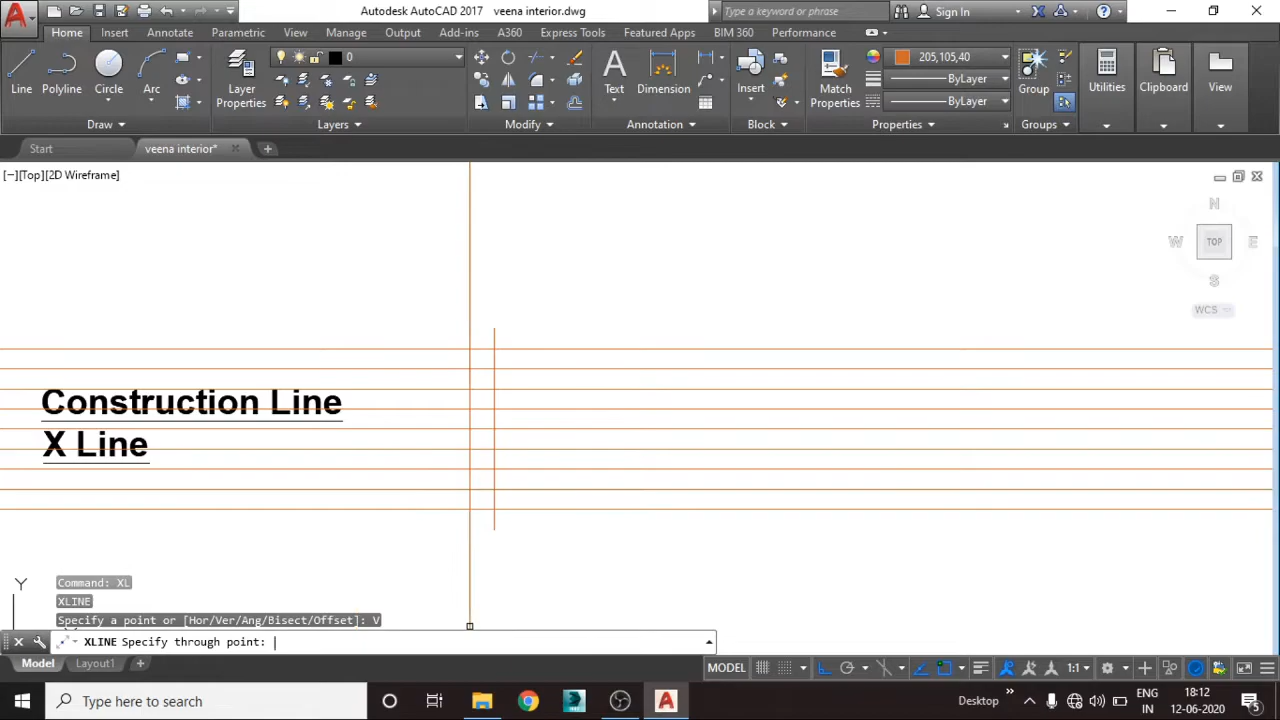 Autodesk AutoCAD 2017 veena interior.dwg
Type a keyword or phrase
Sign In
Home Insert Annotate Parametric View Manage Output Add-ins A360 Express Tools Featured Apps BIM 360 Performance
0
205,105,40
ByLayer
ByLayer
Line Polyline Circle Arc
Layer Properties
Text Dimension
Insert
Match Properties
Group
Utilities
Clipboard
View
Draw Layers Modify Annotation Block Properties Groups
Start veena interior*
[−][Top][2D Wireframe]
N
W TOP E
S
WCS
Construction Line
X Line
Y
Command: XL
XLINE
Specify a point or [Hor/Ver/Ang/Bisect/Offset]: V
XLINE Specify through point:
Model Layout1
MODEL
1:1
Type here to search
Desktop
ENG
IN
18:12
12-06-2020
5